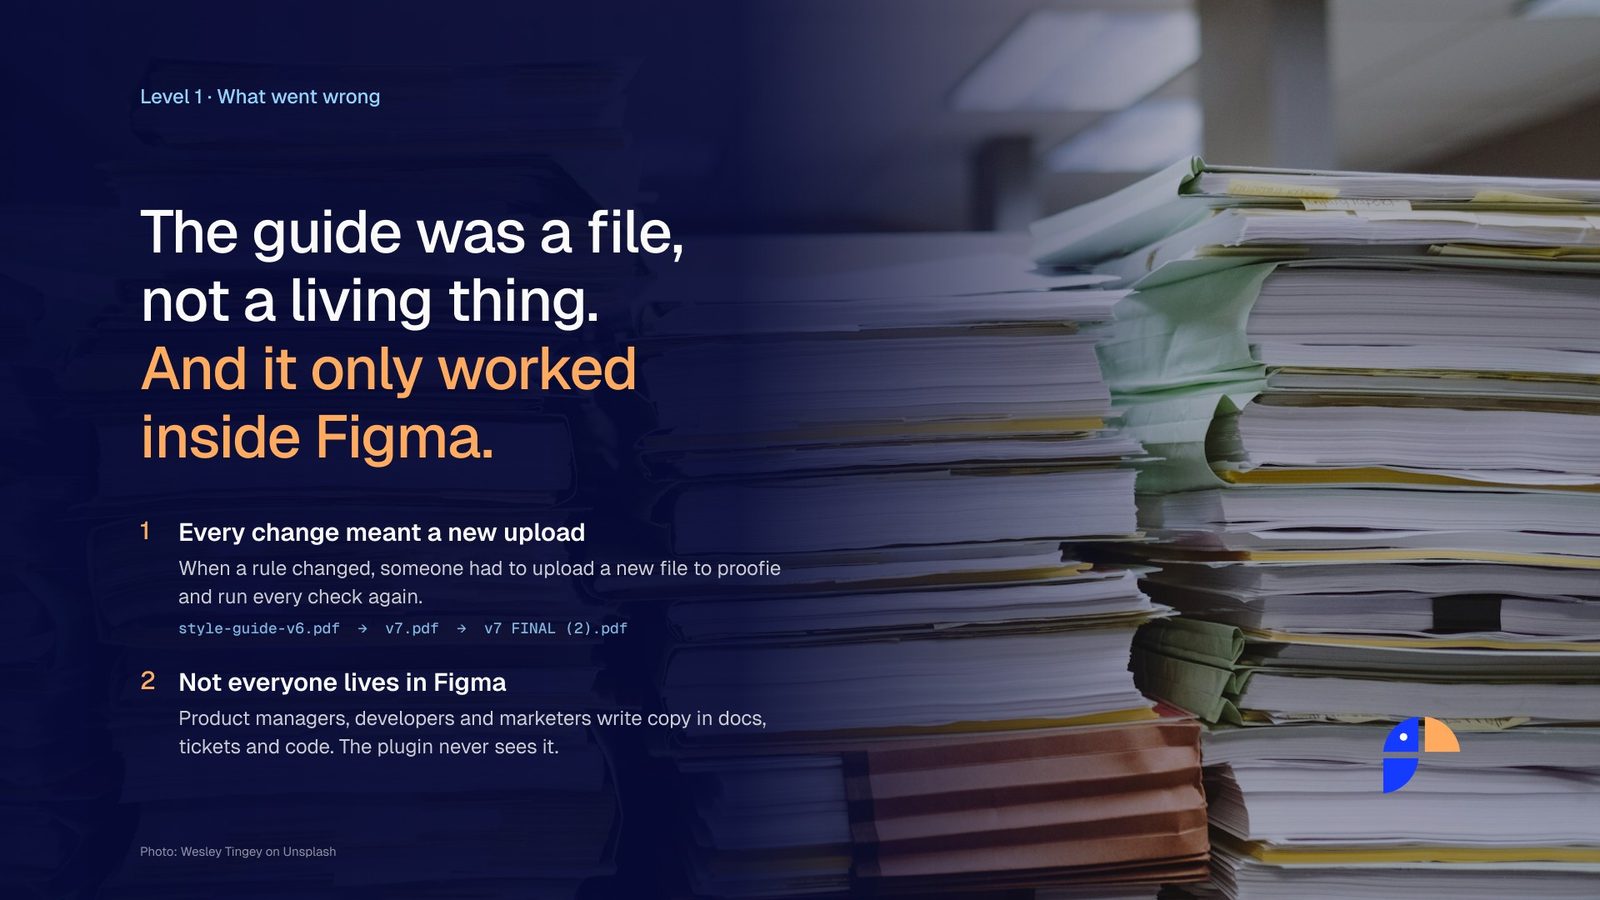 Level 1 · What went wrong
The guide was a file,
not a living thing.
And it only worked
inside Figma.
1 Every change meant a new upload
When a rule changed, someone had to upload a new file to proofie
and run every check again.
style-guide-v6.pdf → v7.pdf → v7 FINAL (2).pdf
2 Not everyone lives in Figma
Product managers, developers and marketers write copy in docs,
tickets and code. The plugin never sees it.
Photo: Wesley Tingey on Unsplash